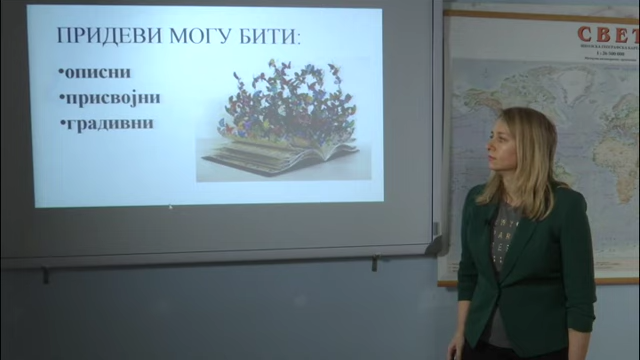 ПРИДЕВИ МОГУ БИТИ:
•описни
•присвојни
•градивни
СВЕТ